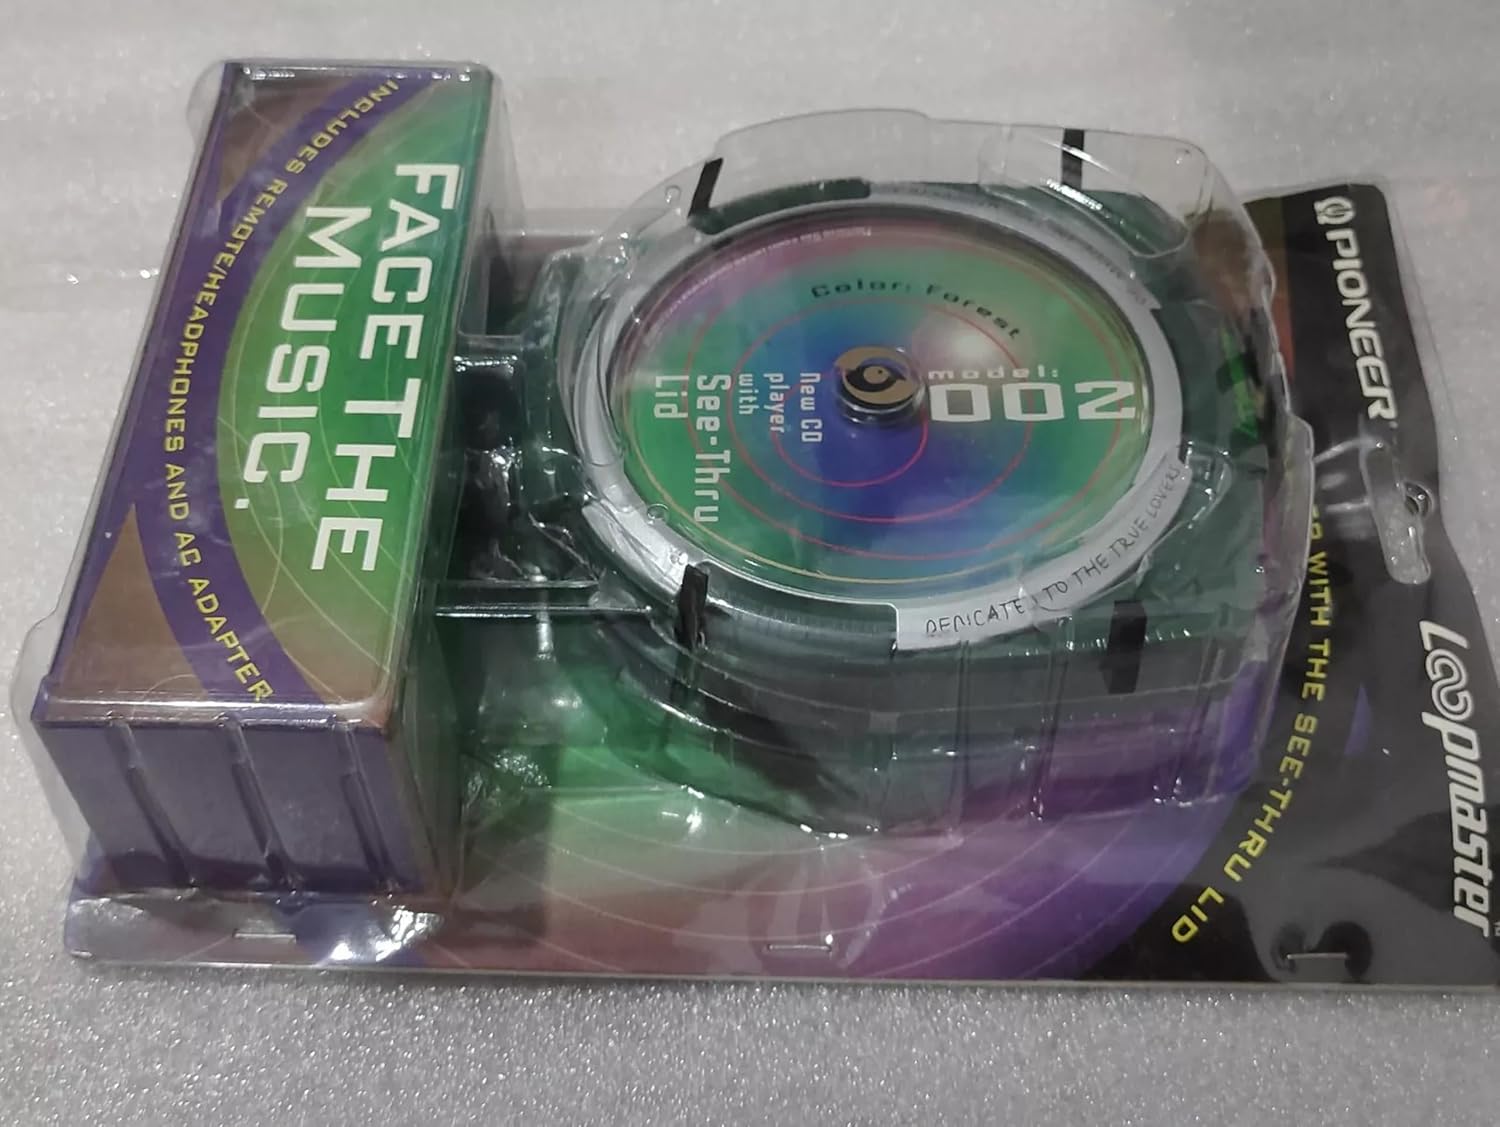 PIONEER
Loopmaster
WITH THE SEE-THRU LID
Color: Forest
model:
002
New CD
player
with
See-Thru
Lid
DEDICATED TO THE TRUE LOVERS
FACE THE
MUSIC.
INCLUDES REMOTE/HEADPHONES AND AC ADAPTER